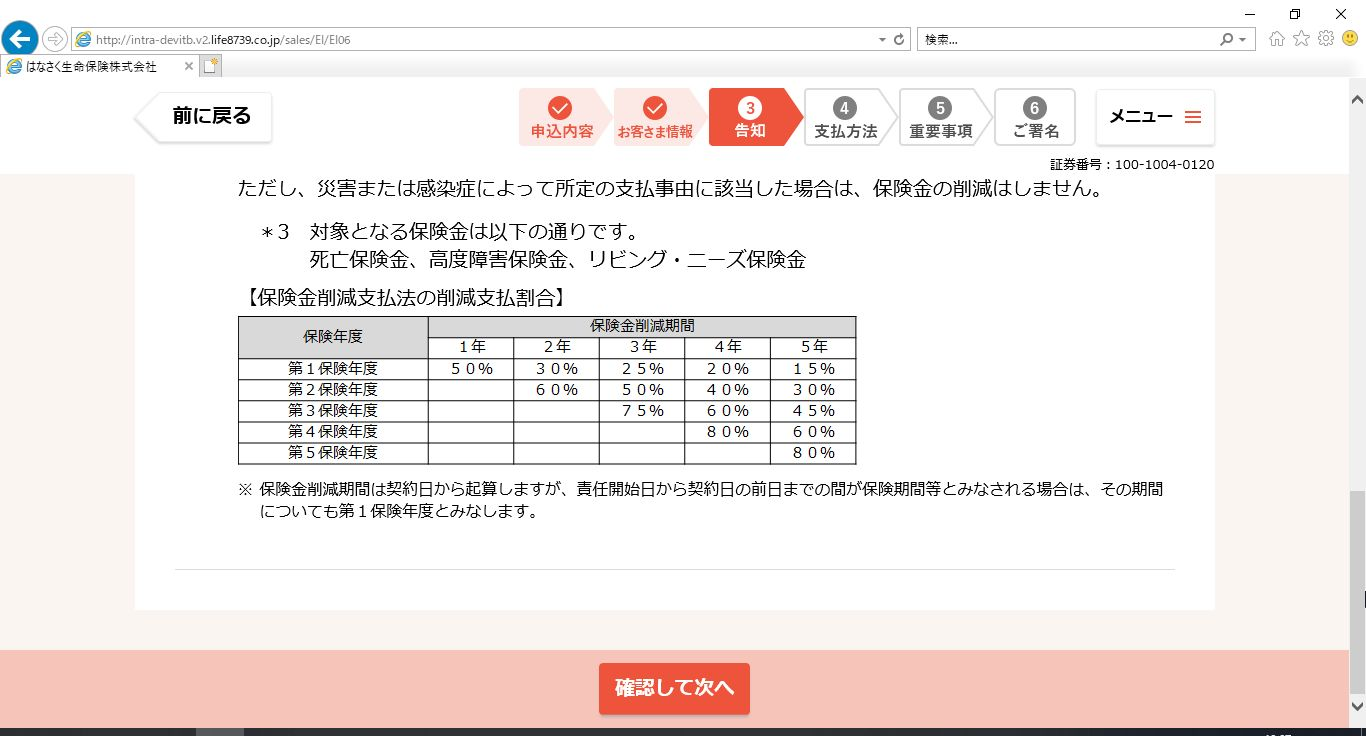 http://intra-devitb.v2.life8739.co.jp/sales/EI/EI06
検索...
はなさく生命保険株式会社
前に戻る
申込内容
お客さま情報
3 告知
4 支払方法
5 重要事項
6 ご署名
メニュー
証券番号：100-1004-0120
ただし、災害または感染症によって所定の支払事由に該当した場合は、保険金の削減はしません。
＊３ 対象となる保険金は以下の通りです。
死亡保険金、高度障害保険金、リビング・ニーズ保険金
【保険金削減支払法の削減支払割合】
保険年度 保険金削減期間
１年 ２年 ３年 ４年 ５年
第１保険年度 ５０％ ３０％ ２５％ ２０％ １５％
第２保険年度 ６０％ ５０％ ４０％ ３０％
第３保険年度 ７５％ ６０％ ４５％
第４保険年度 ８０％ ６０％
第５保険年度 ８０％
※ 保険金削減期間は契約日から起算しますが、責任開始日から契約日の前日までの間が保険期間等とみなされる場合は、その期間
についても第１保険年度とみなします。
確認して次へ